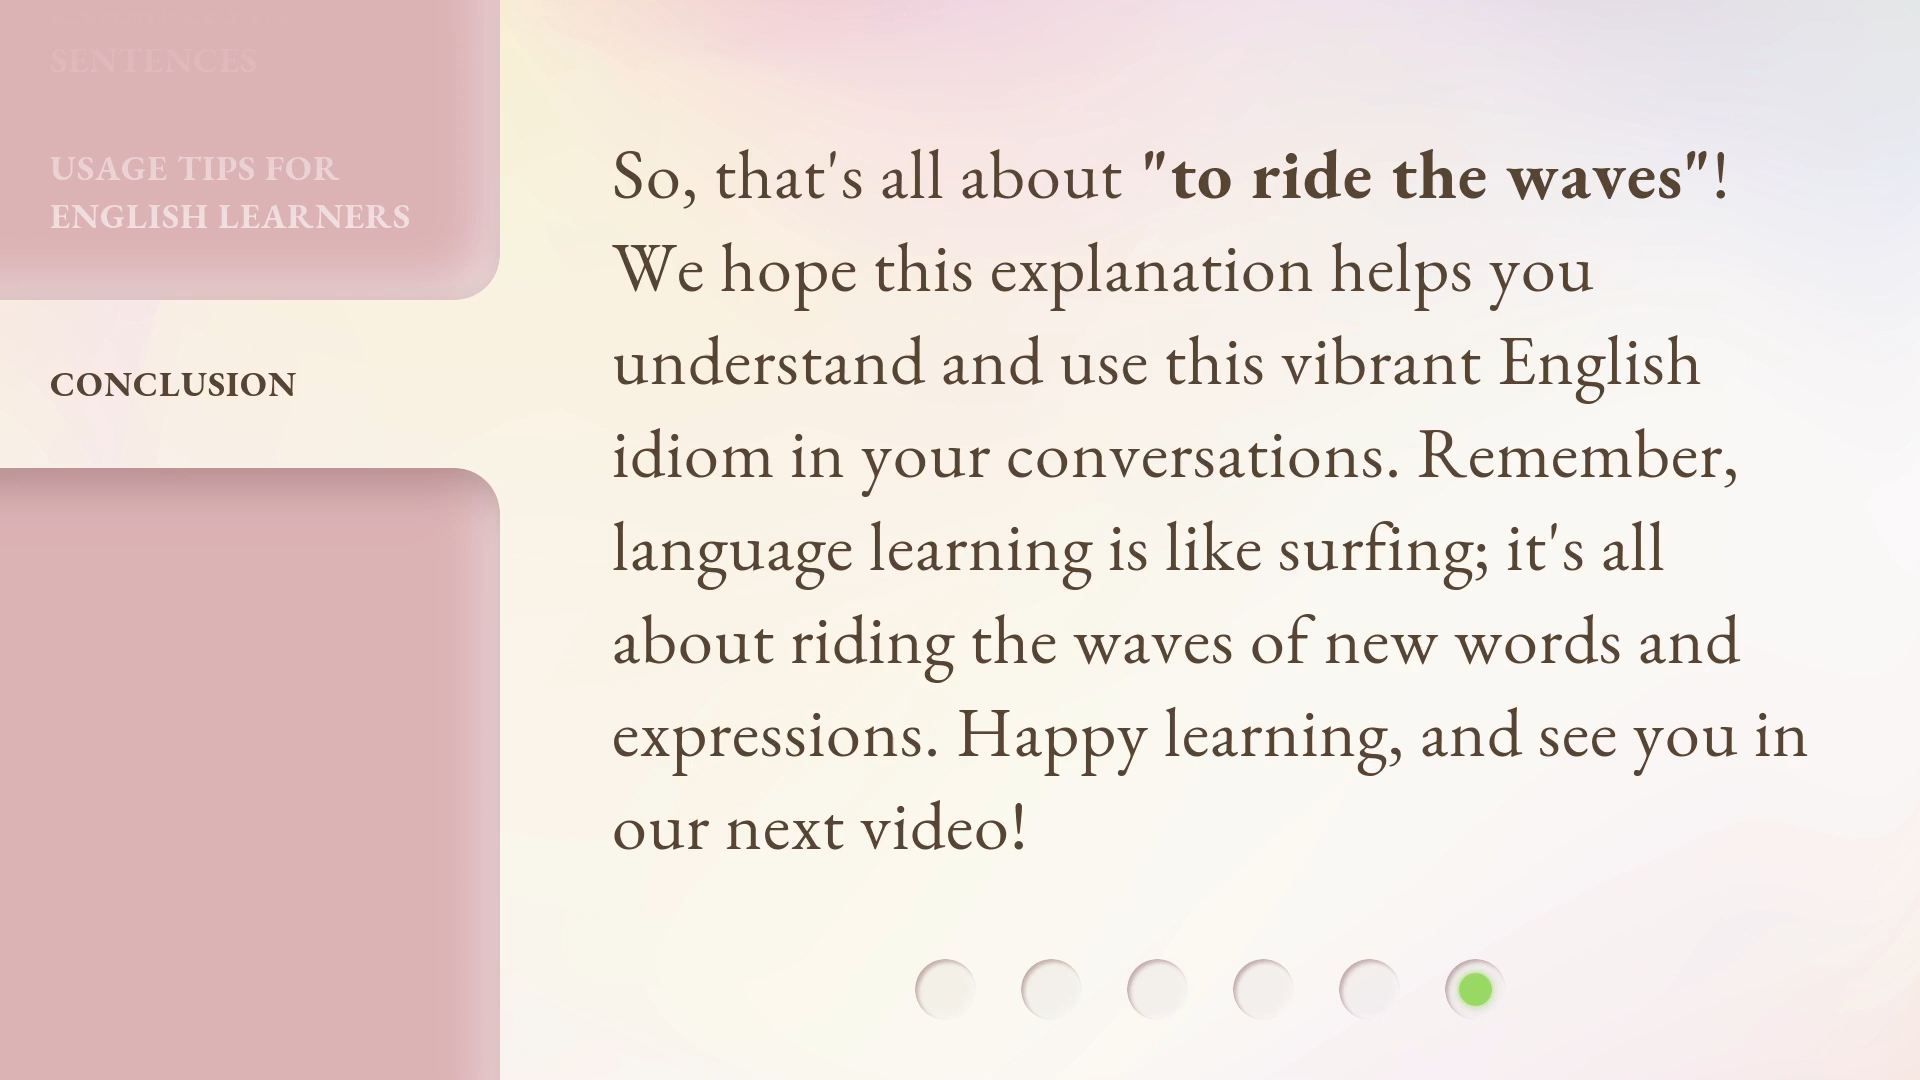 SENTENCES
USAGE TIPS FOR
ENGLISH LEARNERS
CONCLUSION
So, that's all about "to ride the waves"!
We hope this explanation helps you
understand and use this vibrant English
idiom in your conversations. Remember,
language learning is like surfing; it's all
about riding the waves of new words and
expressions. Happy learning, and see you in
our next video!